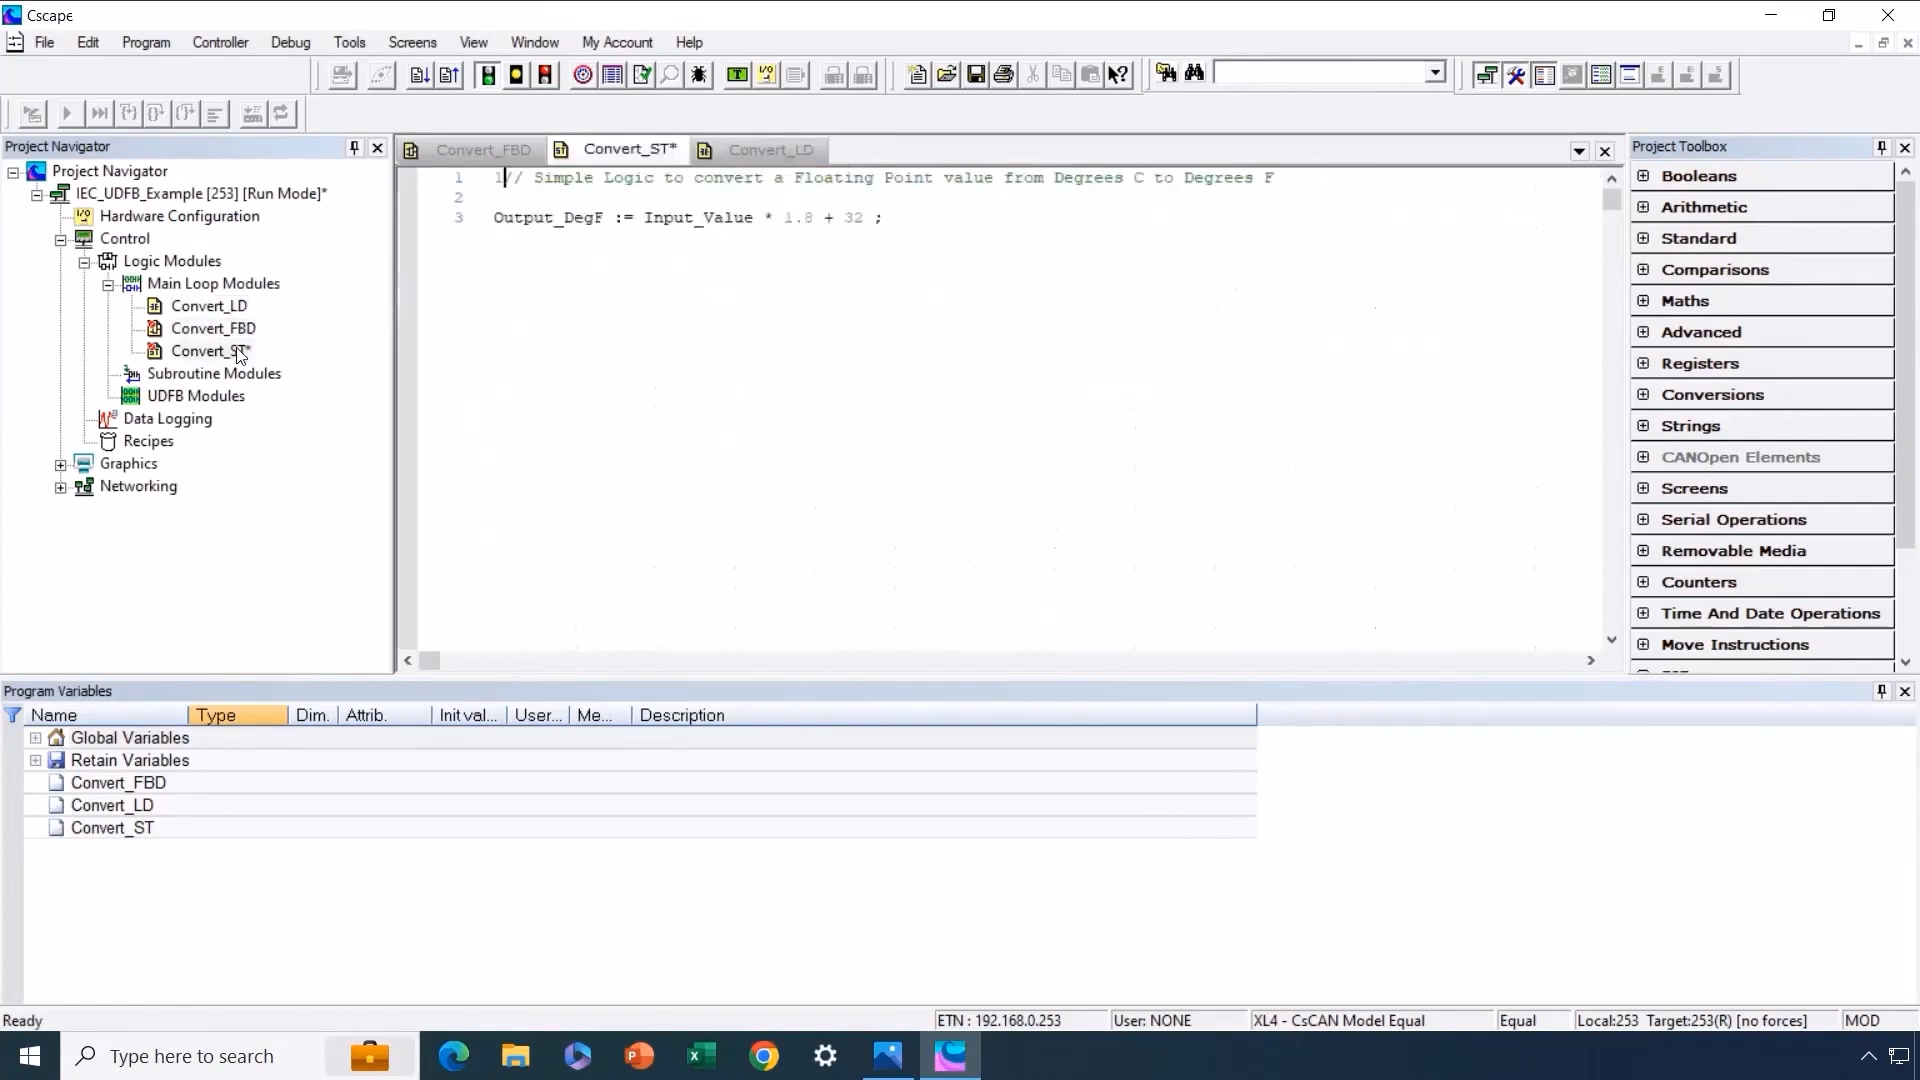 Cscape
File Edit Program Controller Debug Tools Screens View Window My Account Help
Project Navigator
Project Navigator
IEC_UDFB_Example [253] [Run Mode]*
Hardware Configuration
Control
Logic Modules
Main Loop Modules
Convert_LD
Convert_FBD
Convert_ST*
Subroutine Modules
UDFB Modules
Data Logging
Recipes
Graphics
Networking
Convert_FBD Convert_ST* Convert_LD
1 1// Simple Logic to convert a Floating Point value from Degrees C to Degrees F
2
3 Output_DegF := Input_Value * 1.8 + 32 ;
Project Toolbox
Booleans
Arithmetic
Standard
Comparisons
Maths
Advanced
Registers
Conversions
Strings
CANOpen Elements
Screens
Serial Operations
Removable Media
Counters
Time And Date Operations
Move Instructions
Program Variables
Name Type Dim. Attrib. Init val... User... Me... Description
Global Variables
Retain Variables
Convert_FBD
Convert_LD
Convert_ST
Ready ETN : 192.168.0.253 User: NONE XL4 - CsCAN Model Equal Equal Local:253 Target:253(R) [no forces] MOD
Type here to search